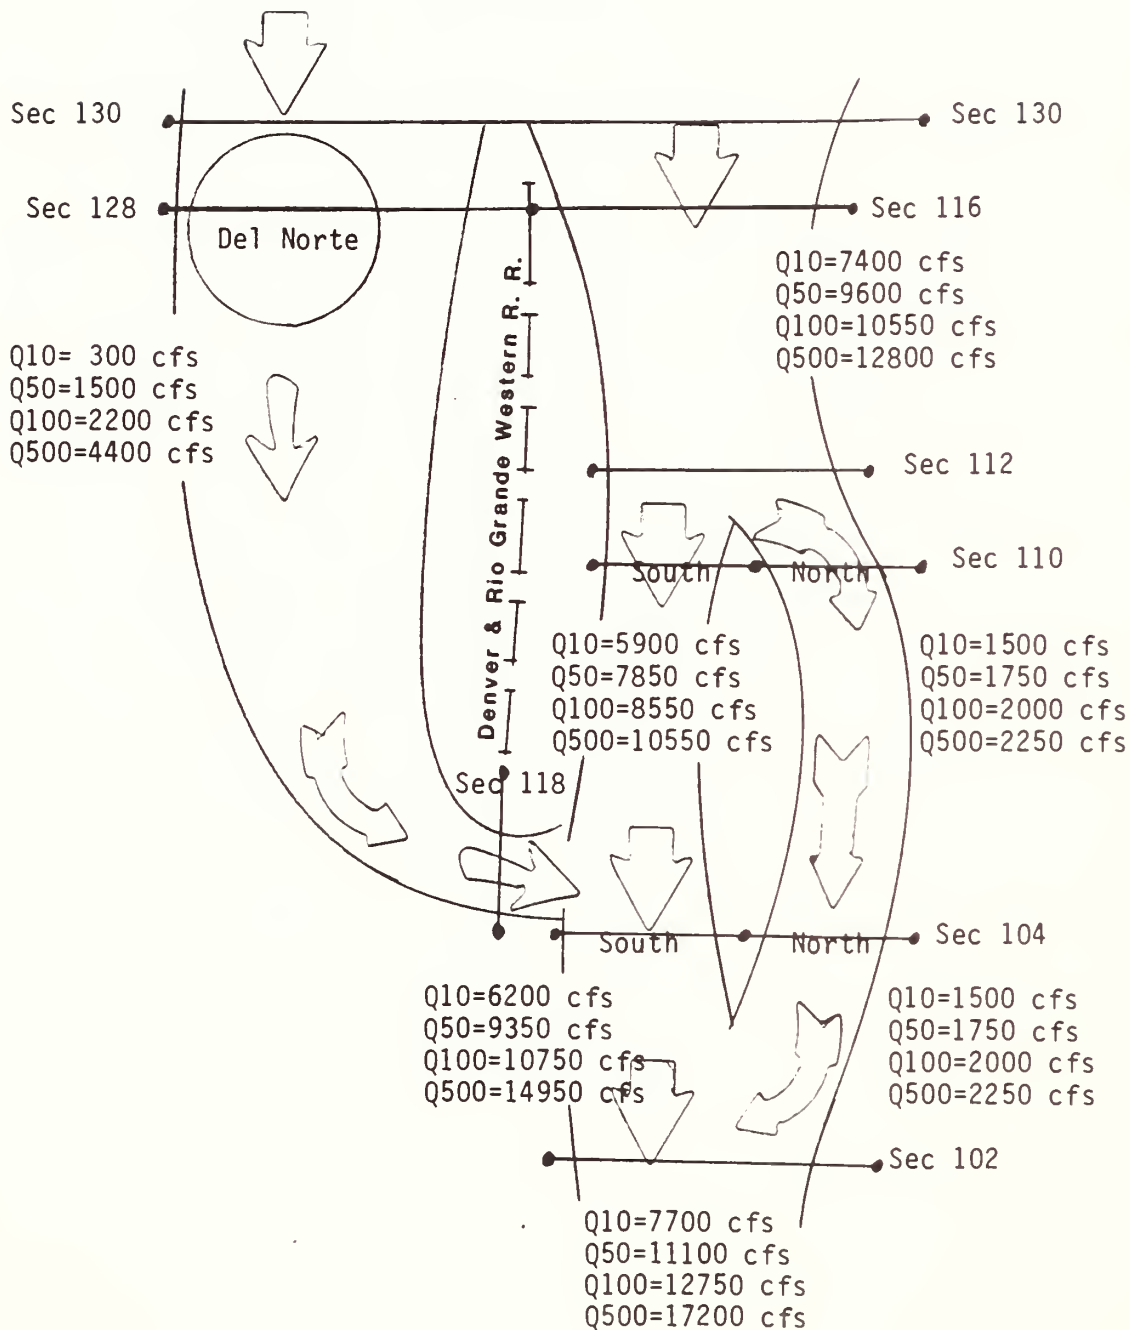 Sec 130
Sec 130
Sec 128
Sec 116
Del Norte
Q10=7400 cfs
Q50=9600 cfs
Q100=10550 cfs
Q500=12800 cfs
Q10= 300 cfs
Q50=1500 cfs
Q100=2200 cfs
Q500=4400 cfs
Denver & Rio Grande Western R. R.
Sec 112
Sec 110
South
North
Q10=5900 cfs
Q50=7850 cfs
Q100=8550 cfs
Q500=10550 cfs
Q10=1500 cfs
Q50=1750 cfs
Q100=2000 cfs
Q500=2250 cfs
Sec 118
South
North
Sec 104
Q10=6200 cfs
Q50=9350 cfs
Q100=10750 cfs
Q500=14950 cfs
Q10=1500 cfs
Q50=1750 cfs
Q100=2000 cfs
Q500=2250 cfs
Sec 102
Q10=7700 cfs
Q50=11100 cfs
Q100=12750 cfs
Q500=17200 cfs